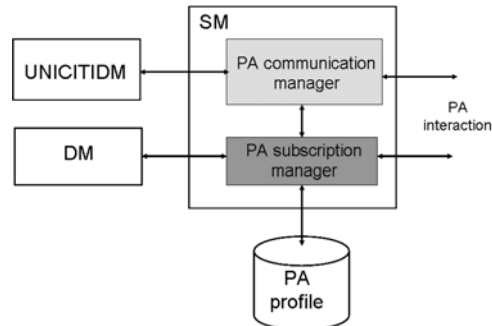 SM
UNICITIDM
PA communication
manager
PA
interaction
DM
PA subscription
manager
PA
profile